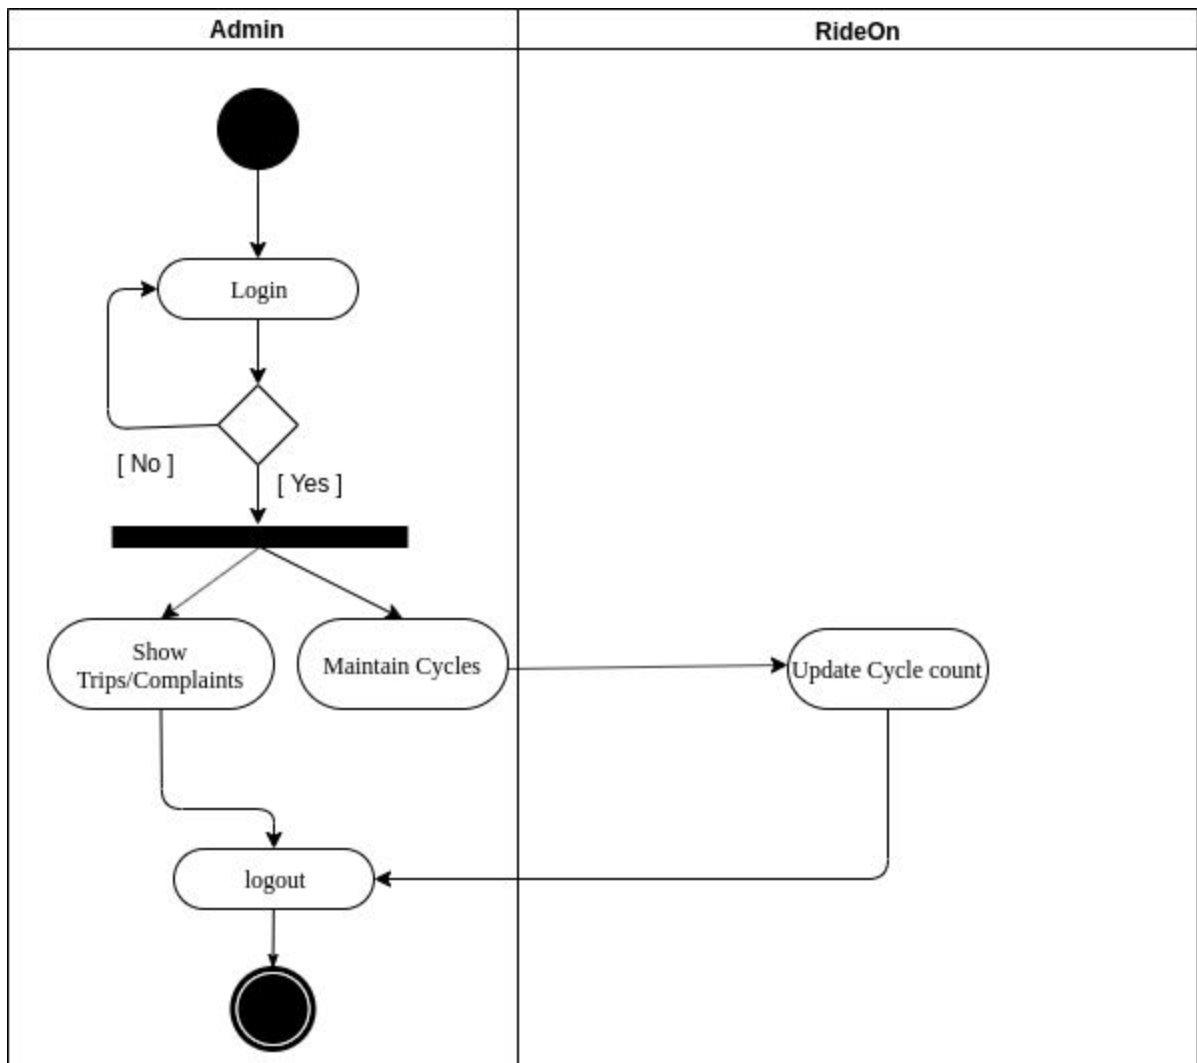 Admin
RideOn
Login
[ No ]
[ Yes ]
Show
Trips/Complaints
Maintain Cycles
Update Cycle count
logout